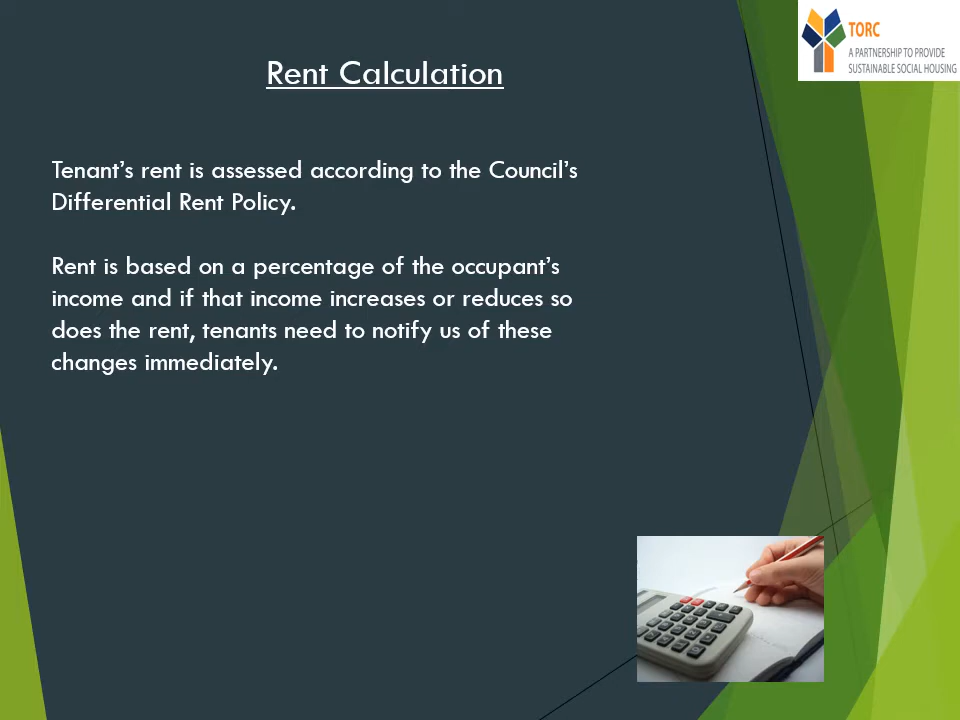 TORC
A PARTNERSHIP TO PROVIDE
SUSTAINABLE SOCIAL HOUSING
Rent Calculation
Tenant’s rent is assessed according to the Council’s
Differential Rent Policy.
Rent is based on a percentage of the occupant’s
income and if that income increases or reduces so
does the rent, tenants need to notify us of these
changes immediately.